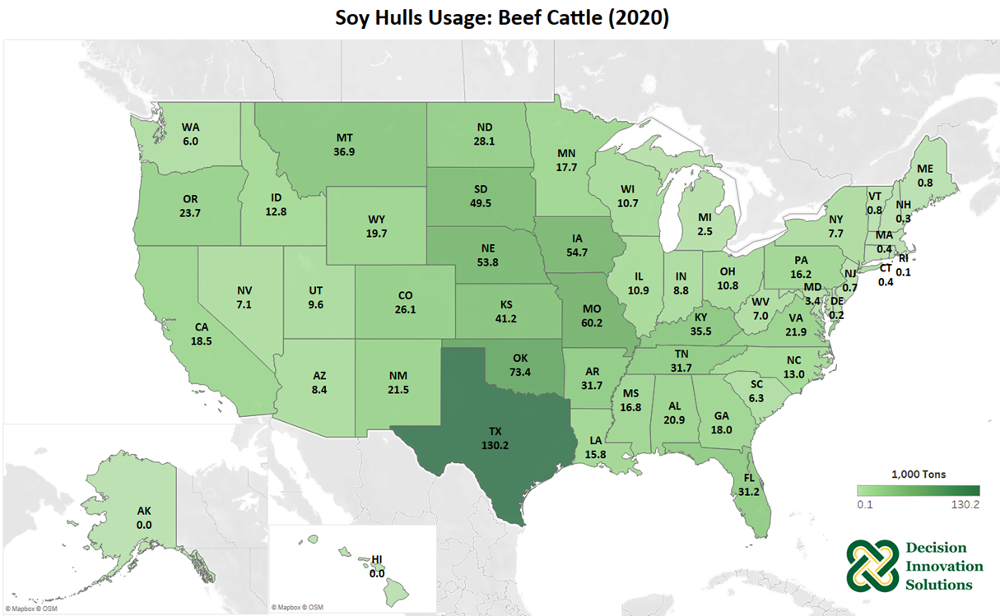 Soy Hulls Usage: Beef Cattle (2020)
WA
6.0
MT
36.9
ND
28.1
MN
17.7
ME
0.8
OR
23.7
ID
12.8
WY
19.7
SD
49.5
WI
10.7
MI
2.5
NY
7.7
VT
0.8
NH
0.3
MA
0.4
RI
0.1
CT
0.4
NE
53.8
IA
54.7
PA
16.2
NJ
0.7
NV
7.1
UT
9.6
CO
26.1
KS
41.2
MO
60.2
IL
10.9
IN
8.8
OH
10.8
WV
7.0
MD
3.4
DE
0.2
VA
21.9
KY
35.5
CA
18.5
AZ
8.4
NM
21.5
OK
73.4
AR
31.7
TN
31.7
NC
13.0
SC
6.3
MS
16.8
AL
20.9
GA
18.0
TX
130.2
LA
15.8
FL
31.2
AK
0.0
HI
0.0
1,000 Tons
0.1 130.2
Decision
Innovation
Solutions
© Mapbox © OSM
© Mapbox © OSM